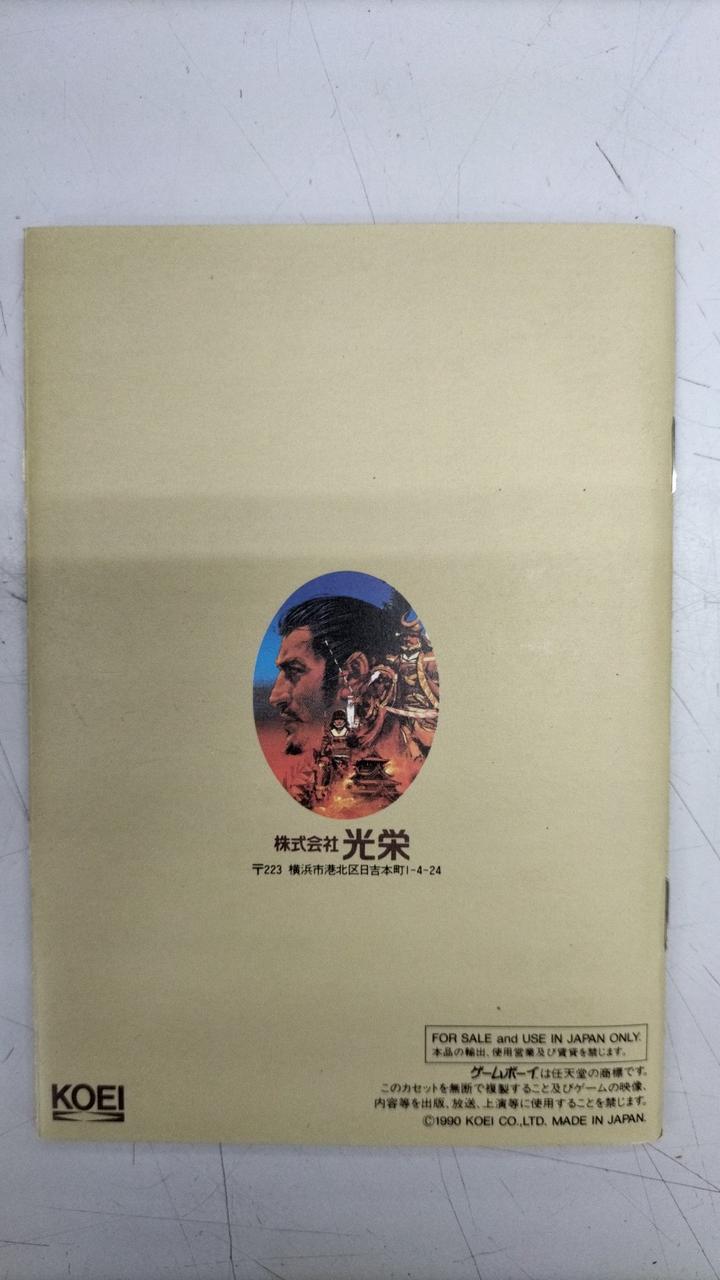 株式会社光栄
〒223 横浜市港北区日吉本町1-4-24
FOR SALE and USE IN JAPAN ONLY.
本品の輸出、使用営業及び賃貸を禁じます。
ゲームボーイは任天堂の商標です。
このカセットを無断で複製すること及びゲームの映像、
内容等を出版、放送、上演等に使用することを禁じます。
©1990 KOEI CO.,LTD. MADE IN JAPAN.
KOEI